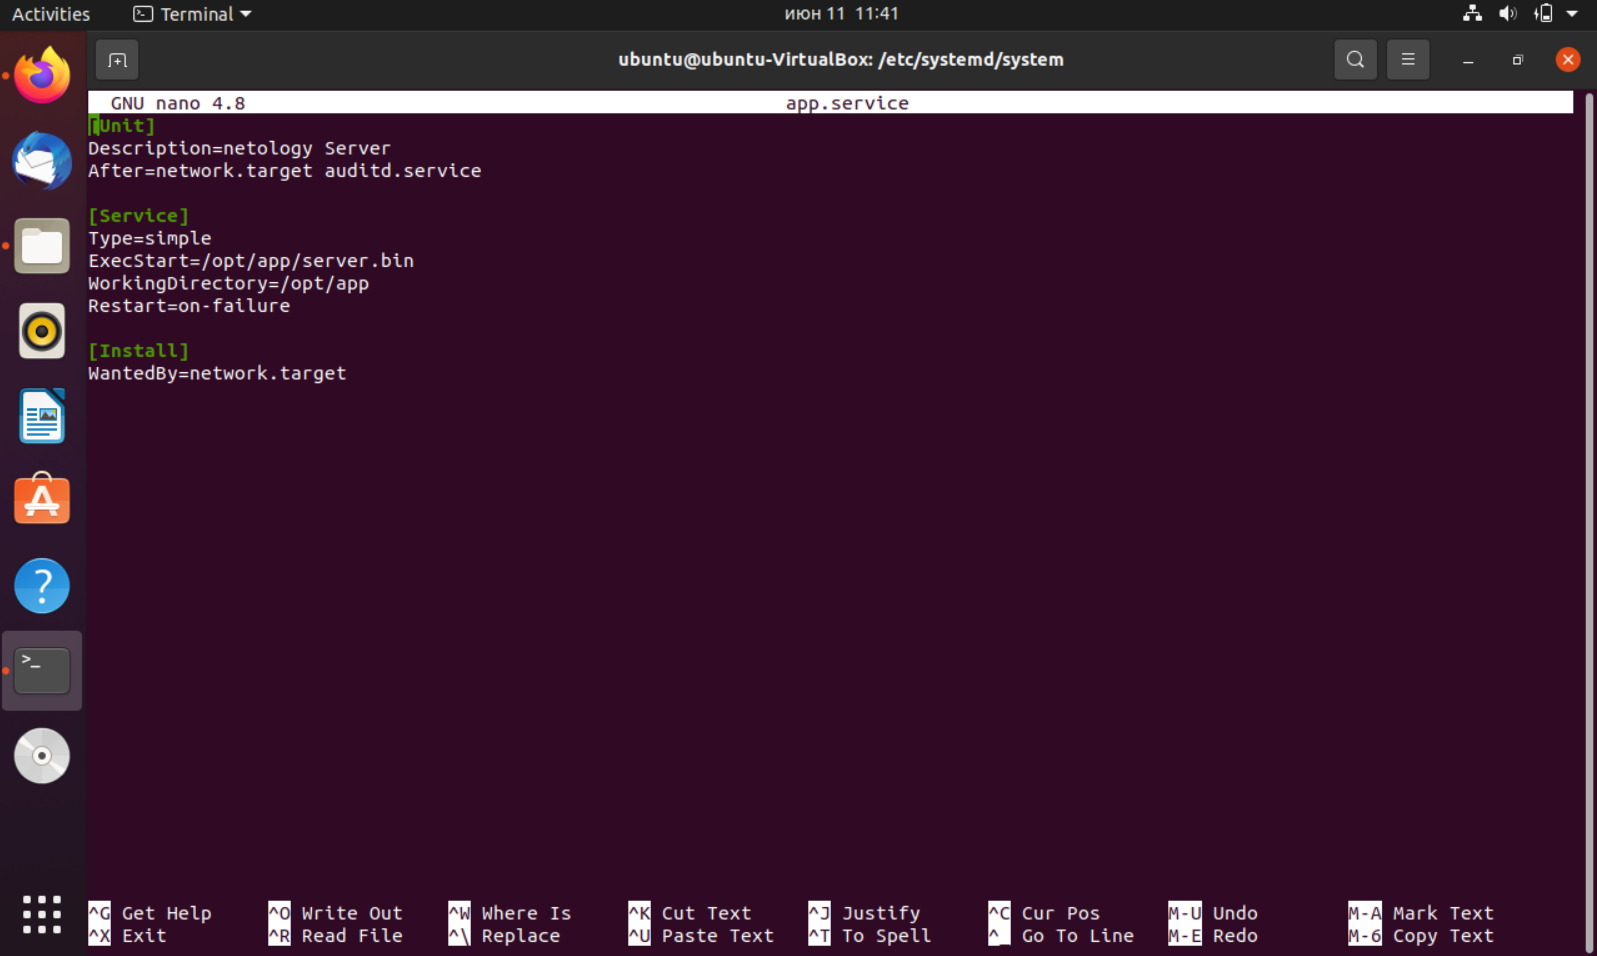 Activities Terminal июн 11 11:41
ubuntu@ubuntu-VirtualBox: /etc/systemd/system
GNU nano 4.8 app.service
[Unit]
Description=netology Server
After=network.target auditd.service
[Service]
Type=simple
ExecStart=/opt/app/server.bin
WorkingDirectory=/opt/app
Restart=on-failure
[Install]
WantedBy=network.target
^G Get Help ^O Write Out ^W Where Is ^K Cut Text ^J Justify ^C Cur Pos M-U Undo M-A Mark Text
^X Exit ^R Read File ^\ Replace ^U Paste Text ^T To Spell ^_ Go To Line M-E Redo M-6 Copy Text